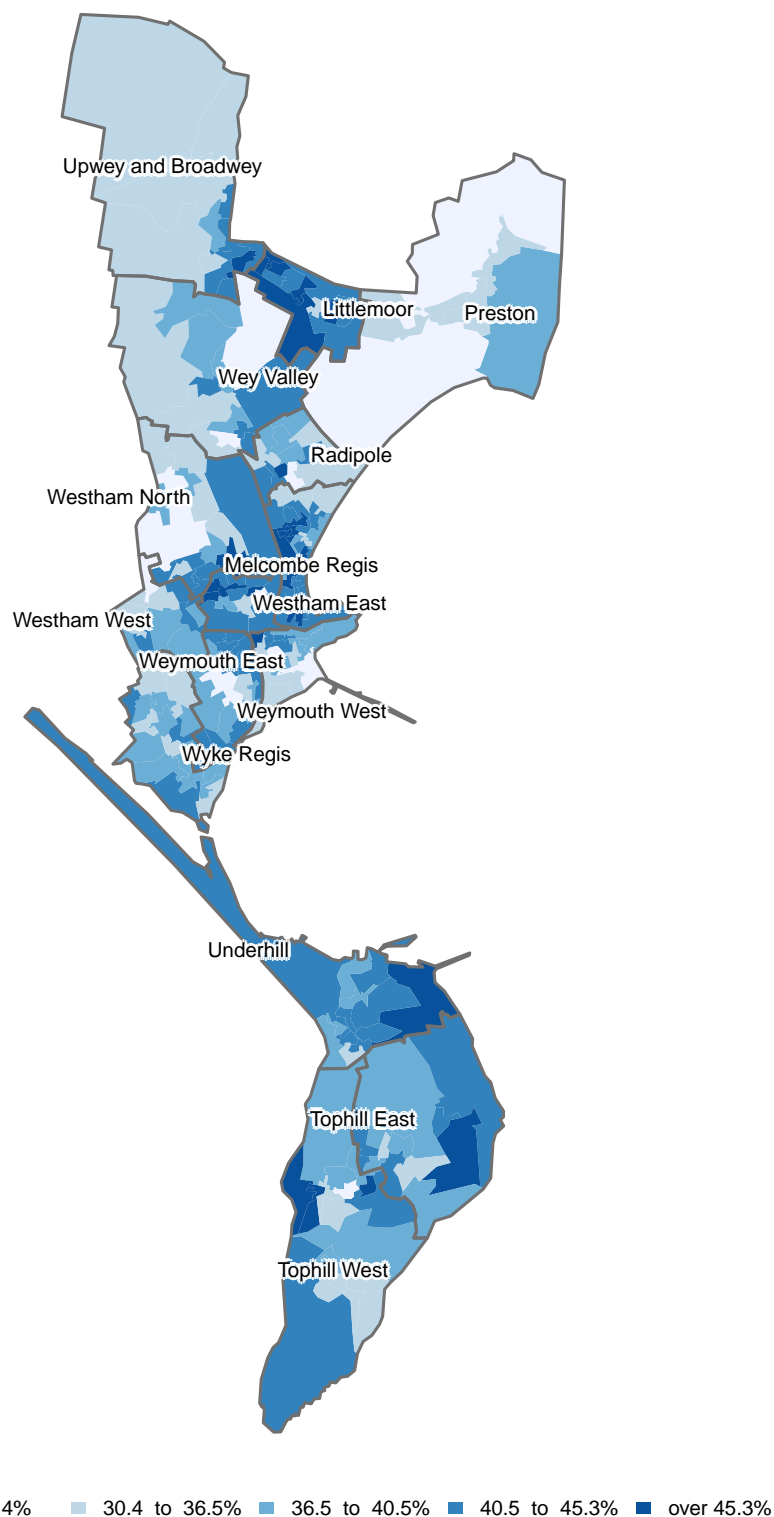 Upwey and Broadwey
Littlemoor
Preston
Wey Valley
Radipole
Westham North
Melcombe Regis
Westham East
Westham West
Weymouth East
Weymouth West
Wyke Regis
Underhill
Tophill East
Tophill West
4% 30.4 to 36.5% 36.5 to 40.5% 40.5 to 45.3% over 45.3%